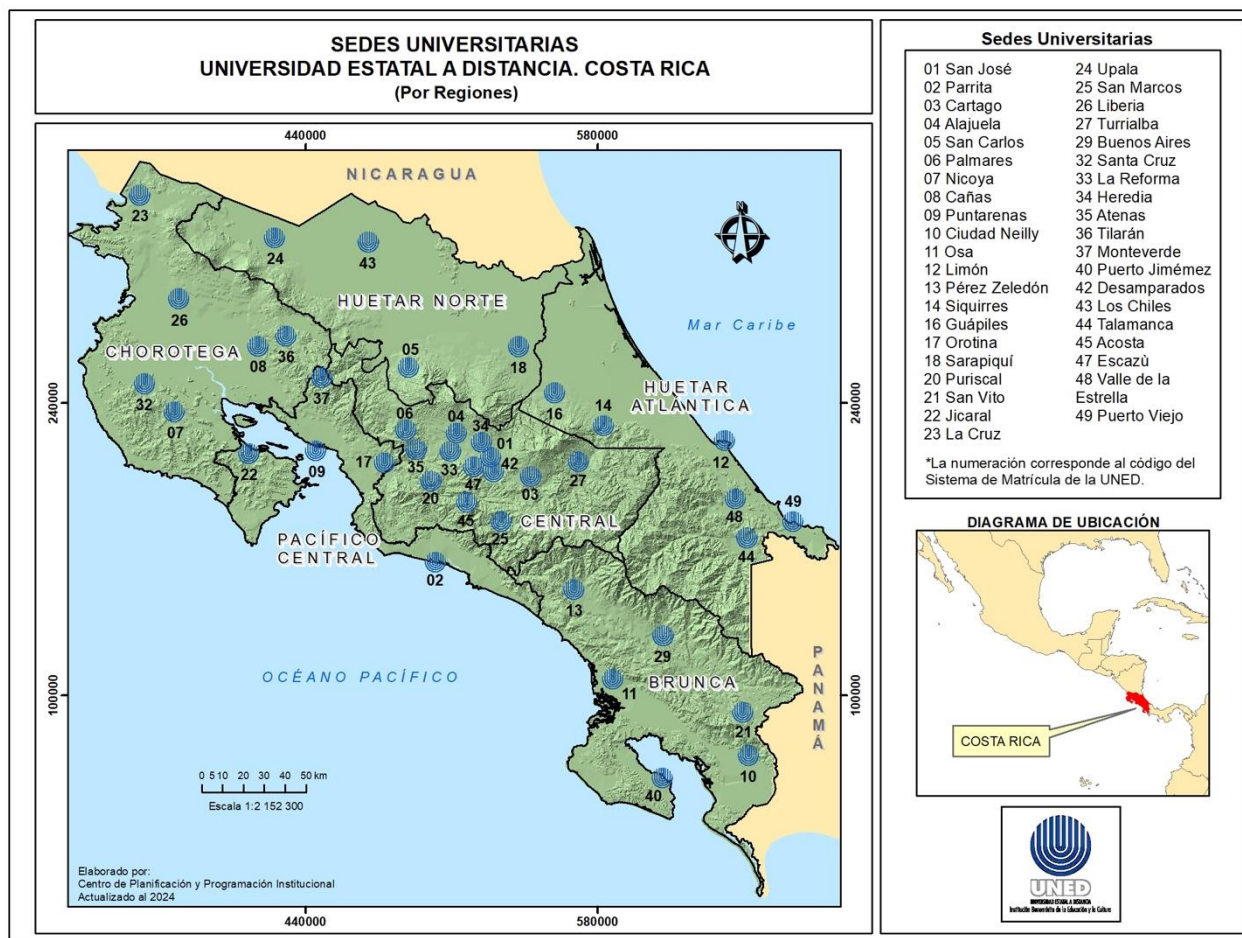 SEDES UNIVERSITARIAS
UNIVERSIDAD ESTATAL A DISTANCIA. COSTA RICA
(Por Regiones)
440000
580000
NICARAGUA
23
24
43
HUETAR NORTE
Mar Caribe
26
CHOROTEGA
08
36
05
18
37
HUETAR
ATLÁNTICA
32
07
16
14
240000
240000
06
04
34
01
12
22
09
17
35
33
42
27
20
47
03
48
49
45
25
CENTRAL
44
PACÍFICO
CENTRAL
02
13
29
OCÉANO PACÍFICO
11
BRUNCA
PANAMÁ
100000
100000
21
10
40
0 5 10 20 30 40 50 km
Escala 1:2 152 300
Elaborado por:
Centro de Planificación y Programación Institucional
Actualizado al 2024
440000
580000
N
Sedes Universitarias
01 San José
02 Parrita
03 Cartago
04 Alajuela
05 San Carlos
06 Palmares
07 Nicoya
08 Cañas
09 Puntarenas
10 Ciudad Neilly
11 Osa
12 Limón
13 Pérez Zeledón
14 Siquirres
16 Guápiles
17 Orotina
18 Sarapiquí
20 Puriscal
21 San Vito
22 Jicaral
23 La Cruz
24 Upala
25 San Marcos
26 Liberia
27 Turrialba
29 Buenos Aires
32 Santa Cruz
33 La Reforma
34 Heredia
35 Atenas
36 Tilarán
37 Monteverde
40 Puerto Jimémez
42 Desamparados
43 Los Chiles
44 Talamanca
45 Acosta
47 Escazù
48 Valle de la
Estrella
49 Puerto Viejo
*La numeración corresponde al código del
Sistema de Matrícula de la UNED.
DIAGRAMA DE UBICACIÓN
COSTA RICA
UNED
UNIVERSIDAD ESTATAL A DISTANCIA
Institución Benemérita de la Educación y la Cultura